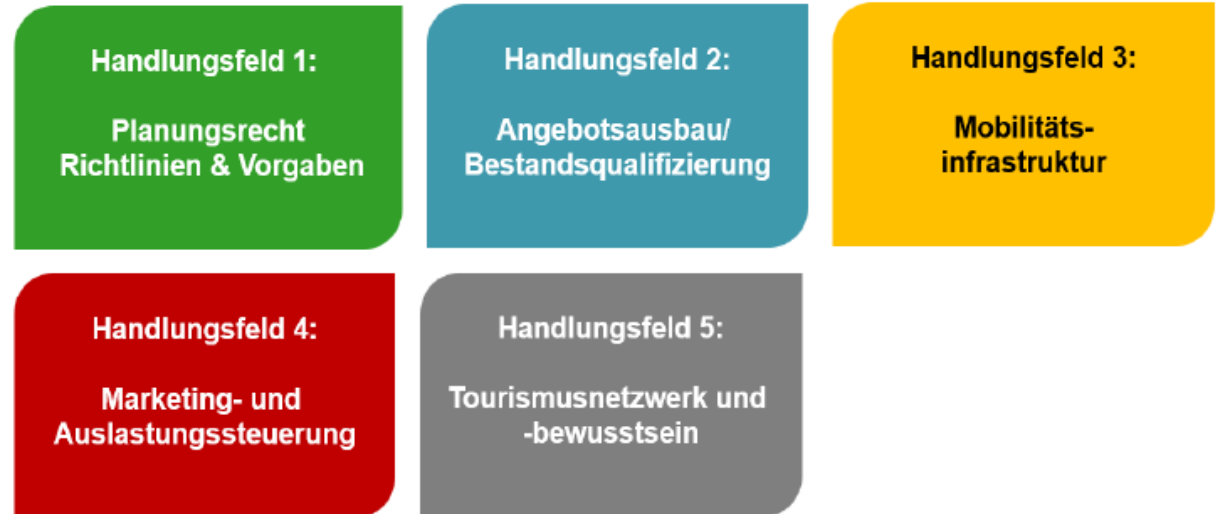 Handlungsfeld 1:
Planungsrecht
Richtlinien & Vorgaben
Handlungsfeld 2:
Angebotsausbau/
Bestandsqualifizierung
Handlungsfeld 3:
Mobilitäts-
infrastruktur
Handlungsfeld 4:
Marketing- und
Auslastungssteuerung
Handlungsfeld 5:
Tourismusnetzwerk und
-bewusstsein